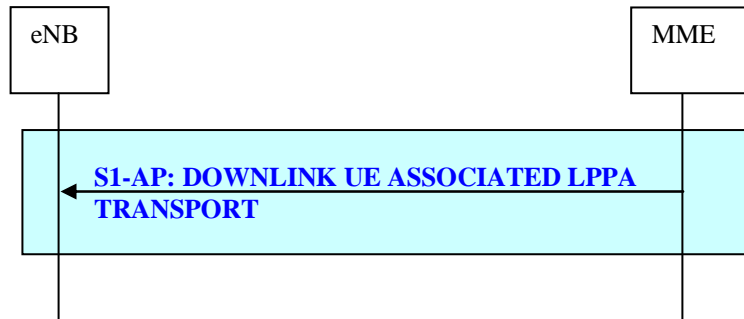 eNB
MME
S1-AP: DOWNLINK UE ASSOCIATED LPPA
TRANSPORT